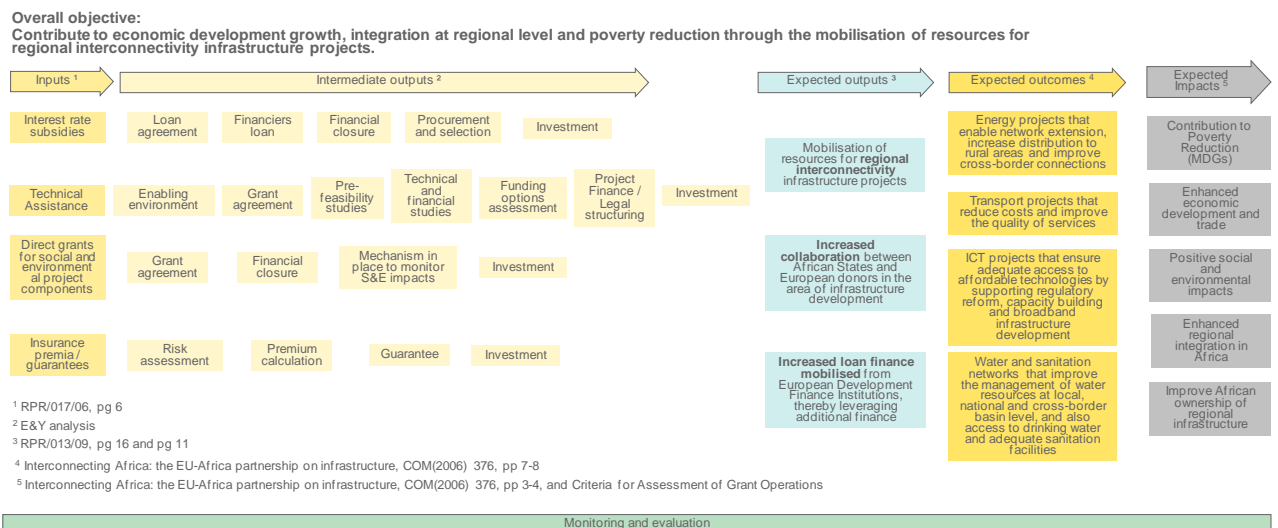 Overall objective:
Contribute to economic development growth, integration at regional level and poverty reduction through the mobilisation of resources for
regional interconnectivity infrastructure projects.
Inputs ¹
Intermediate outputs ²
Expected outputs ³
Expected outcomes ⁴
Expected
Impacts ⁵
Interest rate
subsidies
Loan
agreement
Financiers
loan
Financial
closure
Procurement
and selection
Investment
Technical
Assistance
Enabling
environment
Grant
agreement
Pre-
feasibility
studies
Technical
and
financial
studies
Funding
options
assessment
Project
Finance /
Legal
structuring
Investment
Direct grants
for social and
environment
al project
components
Grant
agreement
Financial
closure
Mechanism in
place to monitor
S&E impacts
Investment
Insurance
premia /
guarantees
Risk
assessment
Premium
calculation
Guarantee
Investment
Mobilisation of
resources for regional
interconnectivity
infrastructure projects
Increased
collaboration between
African States and
European donors in the
area of infrastructure
development
Increased loan finance
mobilised from
European Development
Finance Institutions,
thereby leveraging
additional finance
Energy projects that
enable network extension,
increase distribution to
rural areas and improve
cross-border connections
Transport projects that
reduce costs and improve
the quality of services
ICT projects that ensure
adequate access to
affordable technologies by
supporting regulatory
reform, capacity building
and broadband
infrastructure
development
Water and sanitation
networks that improve
the management of water
resources at local,
national and cross-border
basin level, and also
access to drinking water
and adequate sanitation
facilities
Contribution to
Poverty
Reduction
(MDGs)
Enhanced
economic
development and
trade
Positive social
and
environmental
impacts
Enhanced
regional
integration in
Africa
Improve African
ownership of
regional
infrastructure
¹ RPR/017/06, pg 6
² E&Y analysis
³ RPR/013/09, pg 16 and pg 11
⁴ Interconnecting Africa: the EU-Africa partnership on infrastructure, COM(2006) 376, pp 7-8
⁵ Interconnecting Africa: the EU-Africa partnership on infrastructure, COM(2006) 376, pp 3-4, and Criteria for Assessment of Grant Operations
Monitoring and evaluation